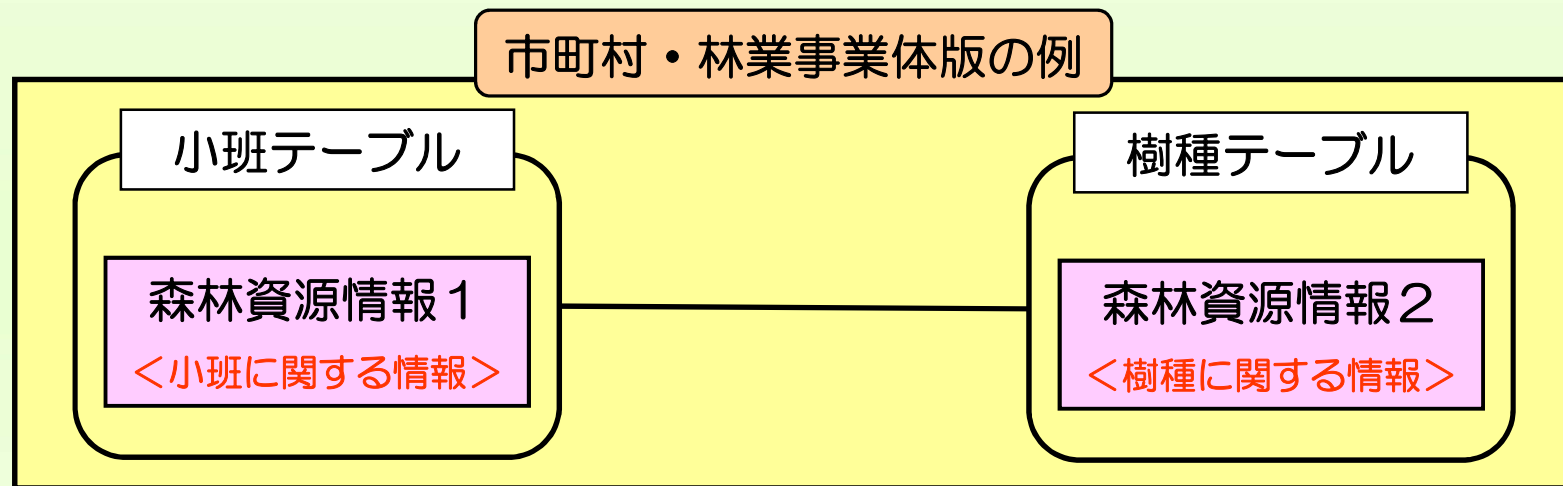 市町村・林業事業体版の例
小班テーブル
樹種テーブル
森林資源情報１
＜小班に関する情報＞
森林資源情報２
＜樹種に関する情報＞